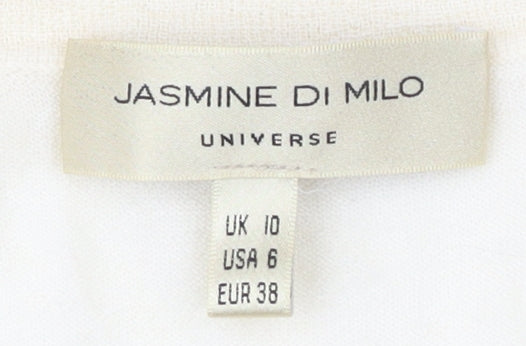 JASMINE DI MILO
UNIVERSE
UK 10
USA 6
EUR 38